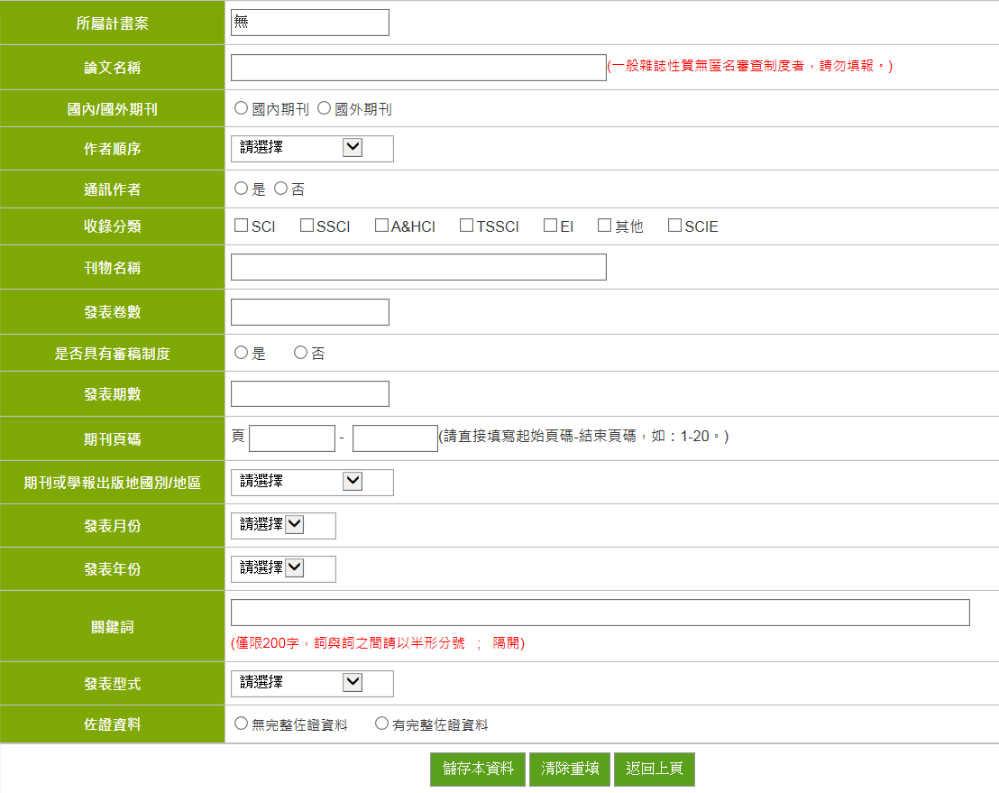 所屬計畫案 無
論文名稱 (一般雜誌性質無匿名審查制度者，請勿填報。)
國內/國外期刊 國內期刊 國外期刊
作者順序 請選擇
通訊作者 是 否
收錄分類 SCI SSCI A&HCI TSSCI EI 其他 SCIE
刊物名稱
發表卷數
是否具有審稿制度 是 否
發表期數
期刊頁碼 頁 - (請直接填寫起始頁碼-結束頁碼，如：1-20。)
期刊或學報出版地國別/地區 請選擇
發表月份 請選擇
發表年份 請選擇
關鍵詞
(僅限200字，詞與詞之間請以半形分號 ; 隔開)
發表型式 請選擇
佐證資料 無完整佐證資料 有完整佐證資料
儲存本資料 清除重填 返回上頁